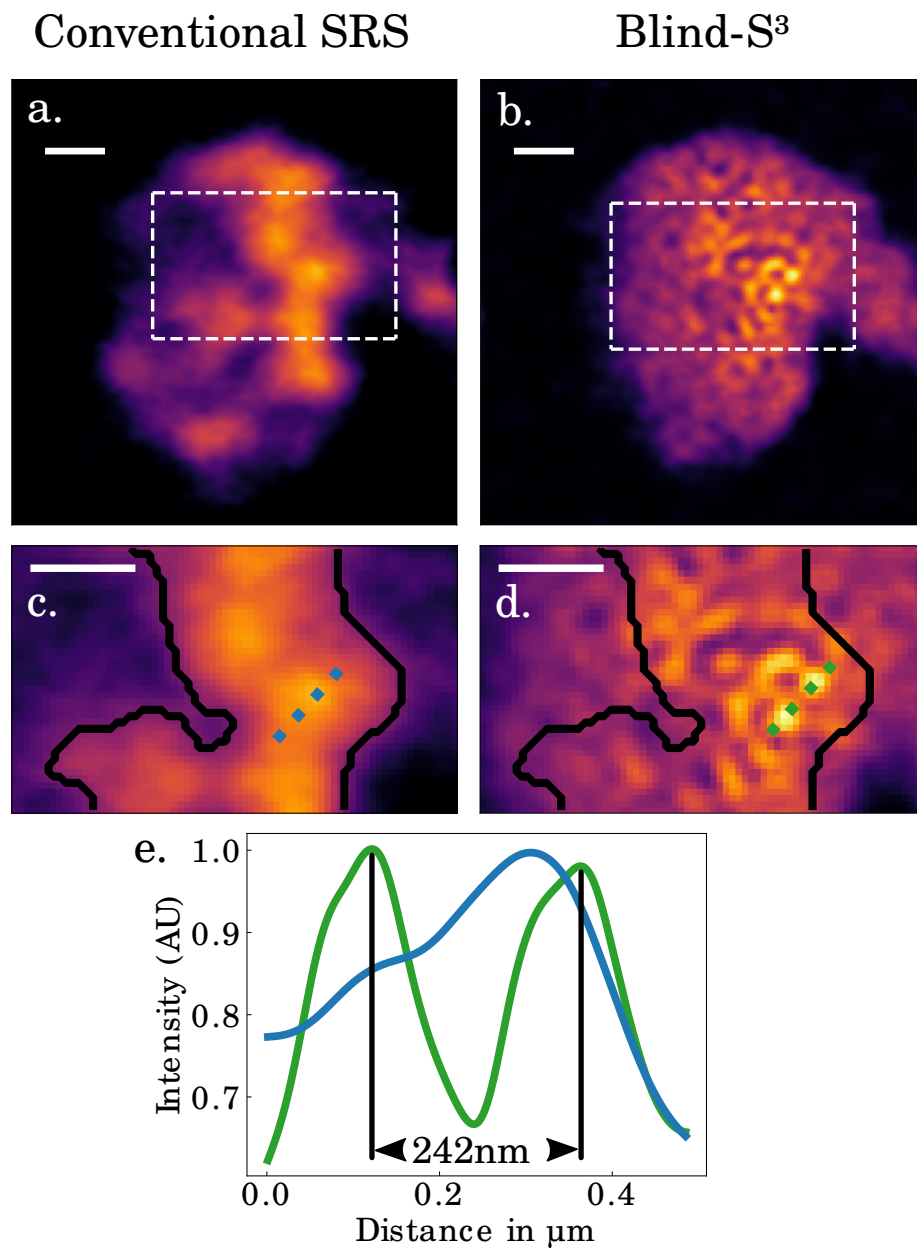 Conventional SRS
Blind-S³
a.
b.
c.
d.
e.
1.0
0.9
0.8
0.7
Intensity (AU)
242nm
0.0
0.2
0.4
Distance in μm